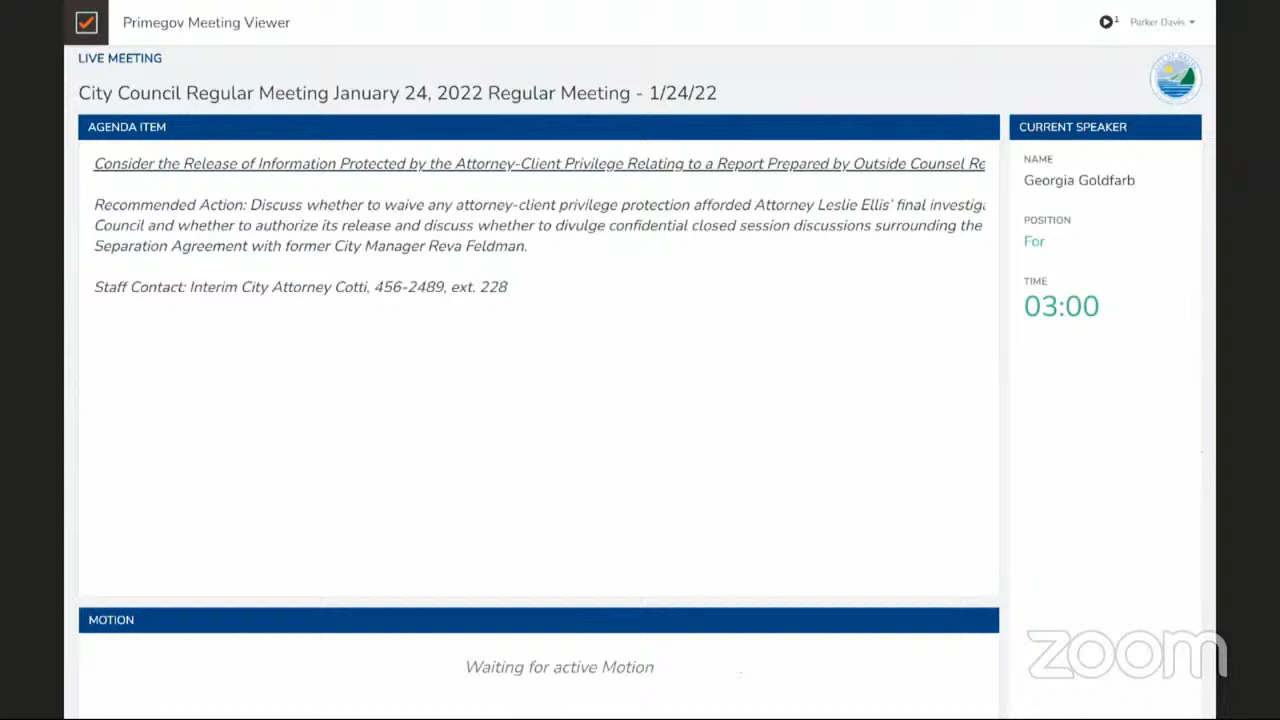 Primegov Meeting Viewer
1
Parker Davis
LIVE MEETING
City Council Regular Meeting January 24, 2022 Regular Meeting - 1/24/22
AGENDA ITEM
Consider the Release of Information Protected by the Attorney-Client Privilege Relating to a Report Prepared by Outside Counsel Re
Recommended Action: Discuss whether to waive any attorney-client privilege protection afforded Attorney Leslie Ellis' final investig
Council and whether to authorize its release and discuss whether to divulge confidential closed session discussions surrounding the
Separation Agreement with former City Manager Reva Feldman.
Staff Contact: Interim City Attorney Cotti, 456-2489, ext. 228
CURRENT SPEAKER
NAME
Georgia Goldfarb
POSITION
For
TIME
03:00
MOTION
Waiting for active Motion
zoom